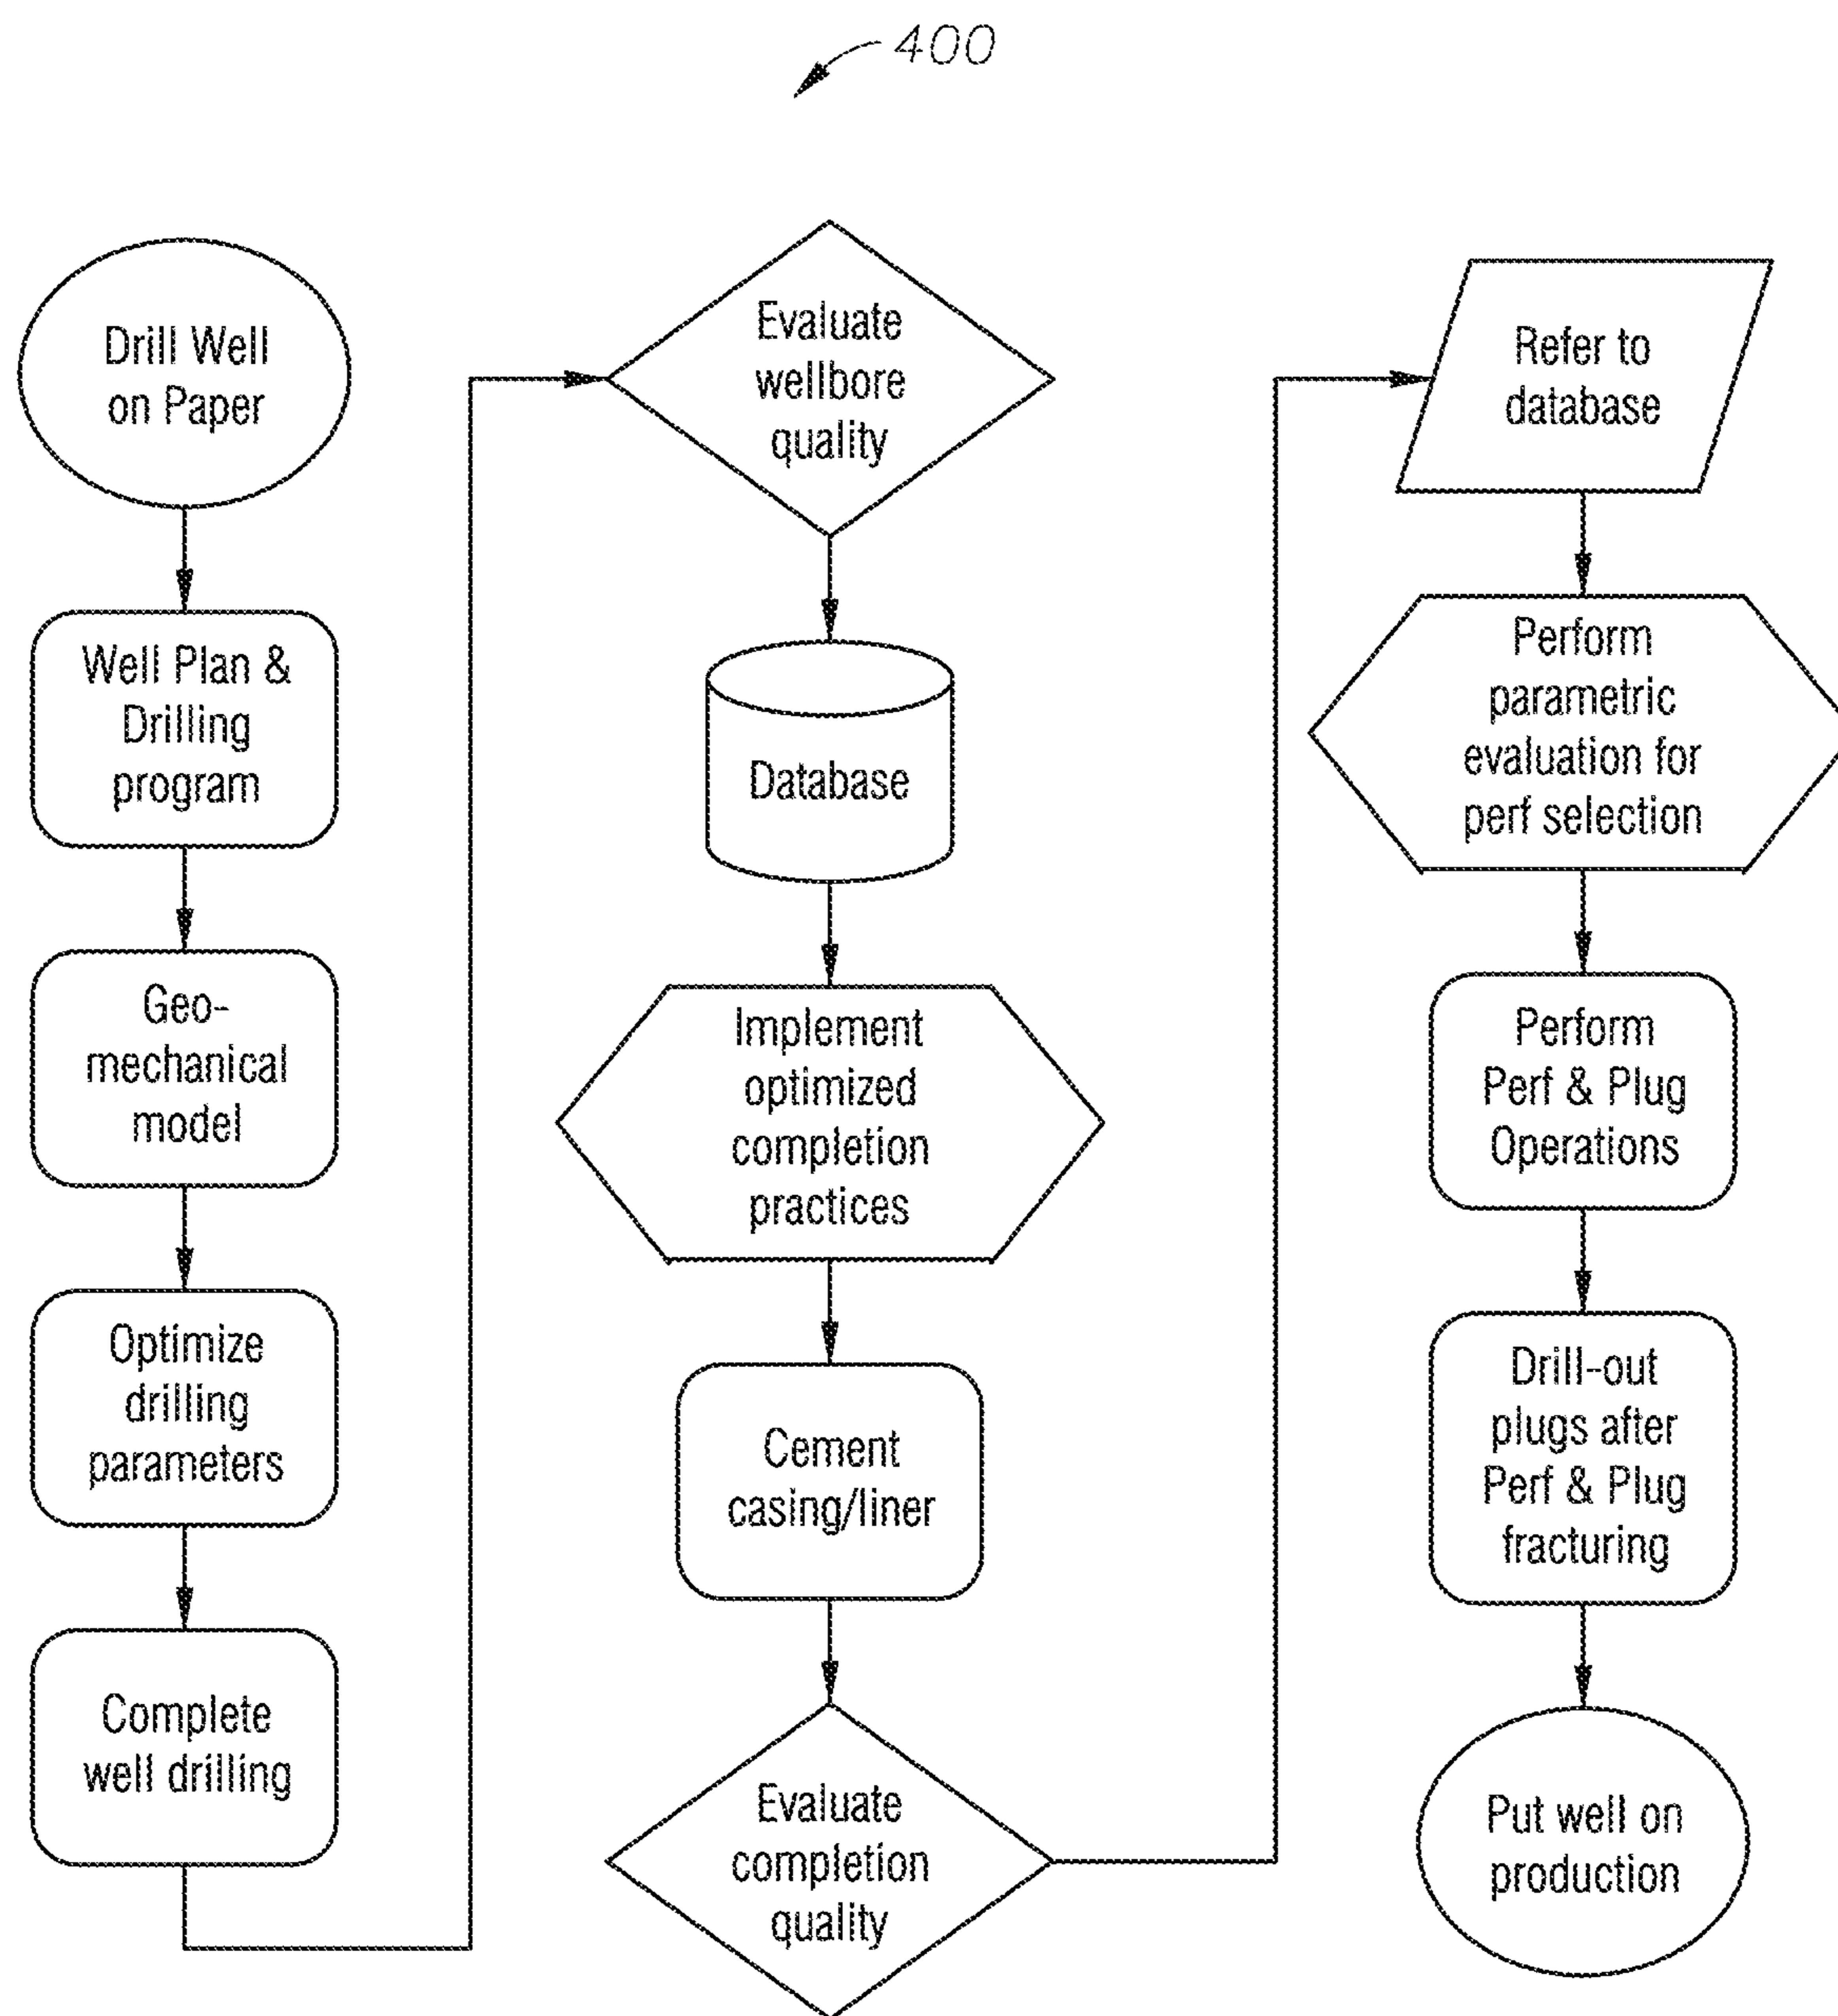 400
Drill Well
on Paper
Well Plan &
Drilling
program
Geo-
mechanical
model
Optimize
drilling
parameters
Complete
well drilling
Evaluate
wellbore
quality
Database
Implement
optimized
completion
practices
Cement
casing/liner
Evaluate
completion
quality
Refer to
database
Perform
parametric
evaluation for
perf selection
Perform
Perf & Plug
Operations
Drill-out
plugs after
Perf & Plug
fracturing
Put well on
production